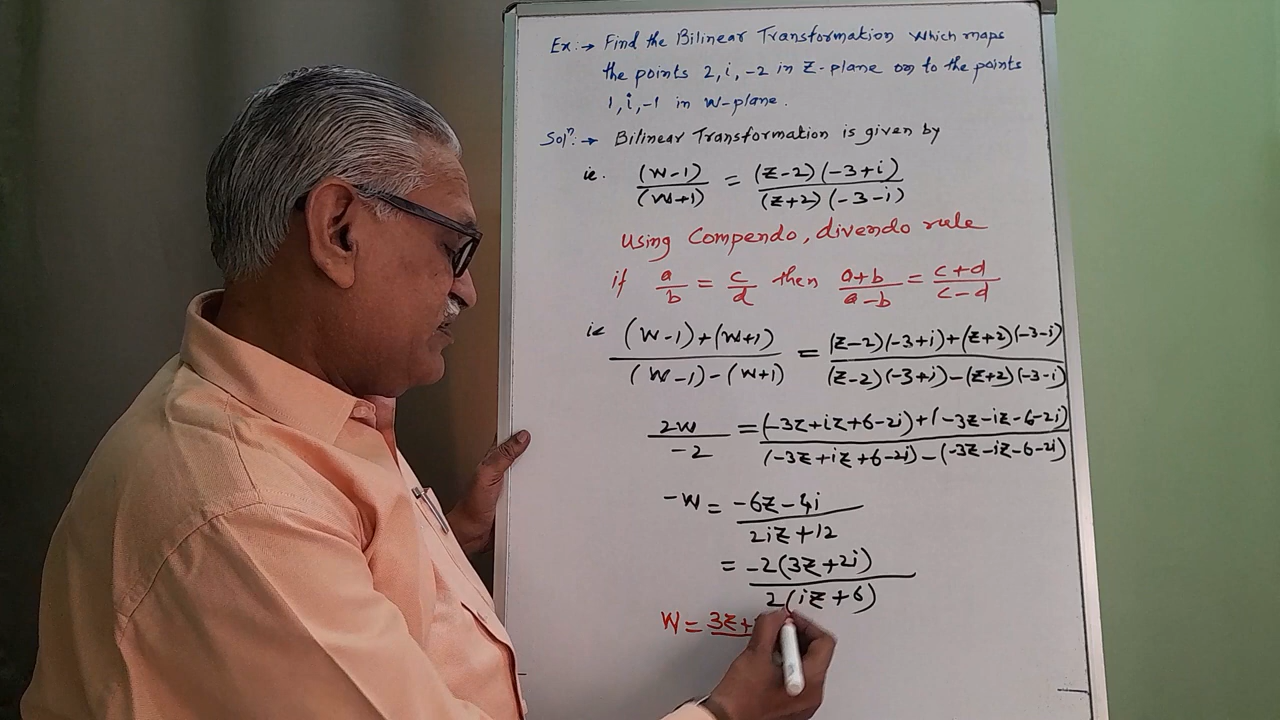 Ex:→ Find the Bilinear Transformation which maps
the points 2, i, -2 in Z-plane on to the points
1, i, -1 in w-plane.
Solⁿ:→ Bilinear Transformation is given by
ie. (w-1)/(w+1) = (z-2)(-3+i)/(z+2)(-3-i)
using Compendo, divendo rule
if a/b = c/d then a+b/a-b = c+d/c-d
ie (w-1)+(w+1)/(w-1)-(w+1) = (z-2)(-3+i)+(z+2)(-3-i)/(z-2)(-3+i)-(z+2)(-3-i)
2w/-2 = (-3z+iz+6-2i)+(-3z-iz-6-2i)/(-3z+iz+6-2i)-(-3z-iz-6-2i)
-w = -6z-4i/2iz+12
= -2(3z+2i)/2(iz+6)
w = 3z+